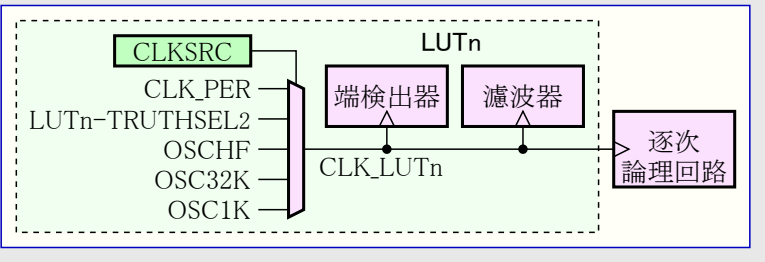 LUTn
CLKSRC
CLK_PER
LUTn-TRUTHSEL2
OSCHF
OSC32K
OSC1K
CLK_LUTn
端検出器
濾波器
逐次
論理回路